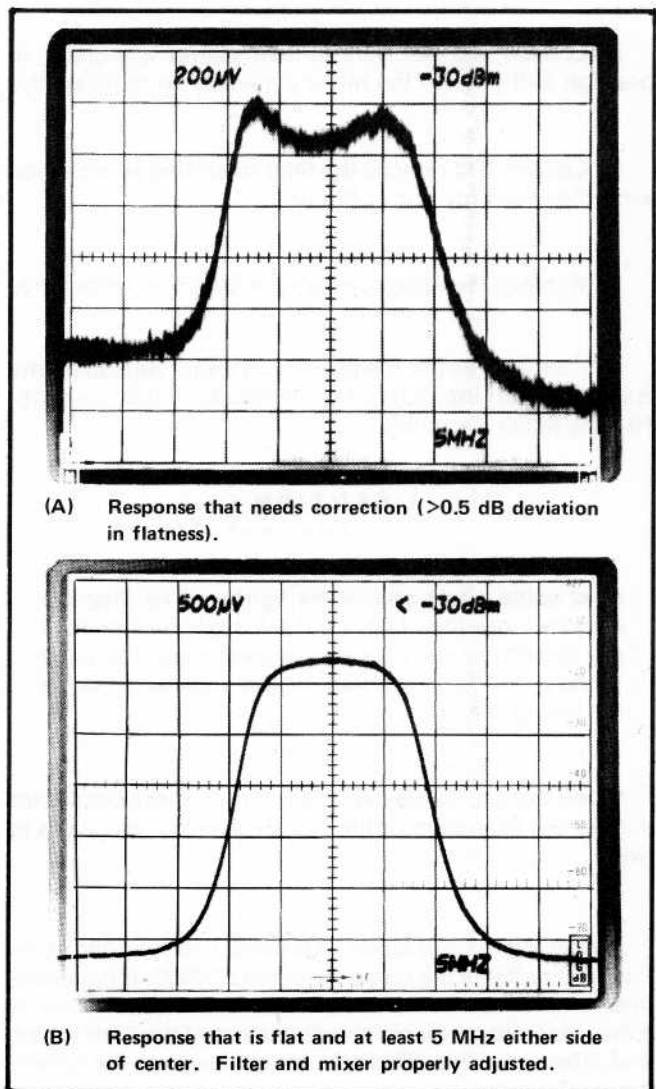 200μV -30dBm
5MHZ
(A) Response that needs correction (>0.5 dB deviation
in flatness).
500μV < -30dBm
5MHZ
(B) Response that is flat and at least 5 MHz either side
of center. Filter and mixer properly adjusted.